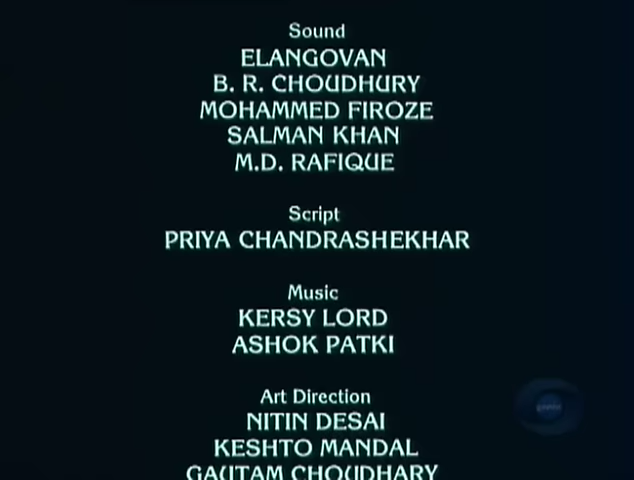 Sound
ELANGOVAN
B. R. CHOUDHURY
MOHAMMED FIROZE
SALMAN KHAN
M.D. RAFIQUE
Script
PRIYA CHANDRASHEKHAR
Music
KERSY LORD
ASHOK PATKI
Art Direction
NITIN DESAI
KESHTO MANDAL
GAUTAM CHOUDHARY